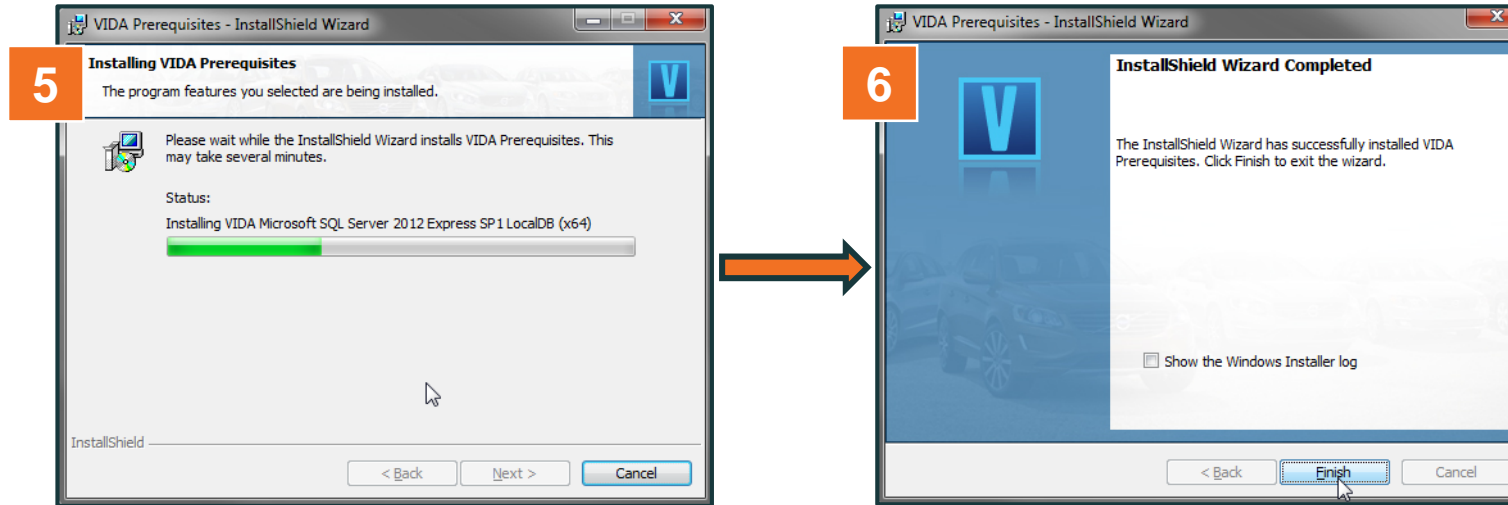 5
VIDA Prerequisites - InstallShield Wizard
Installing VIDA Prerequisites
The program features you selected are being installed.
V
Please wait while the InstallShield Wizard installs VIDA Prerequisites. This
may take several minutes.
Status:
Installing VIDA Microsoft SQL Server 2012 Express SP1 LocalDB (x64)
InstallShield
< Back
Next >
Cancel
6
VIDA Prerequisites - InstallShield Wizard
V
InstallShield Wizard Completed
The InstallShield Wizard has successfully installed VIDA
Prerequisites. Click Finish to exit the wizard.
Show the Windows Installer log
< Back
Finish
Cancel